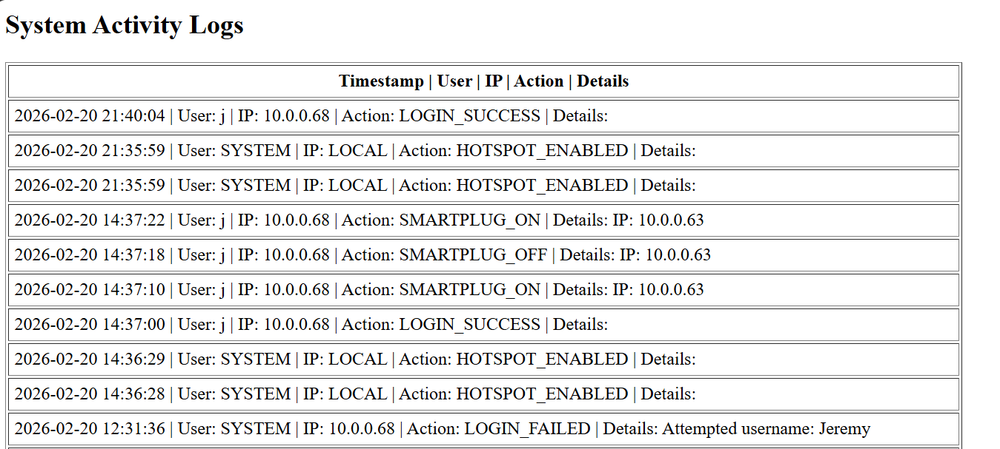 System Activity Logs
Timestamp | User | IP | Action | Details
2026-02-20 21:40:04 | User: j | IP: 10.0.0.68 | Action: LOGIN_SUCCESS | Details:
2026-02-20 21:35:59 | User: SYSTEM | IP: LOCAL | Action: HOTSPOT_ENABLED | Details:
2026-02-20 21:35:59 | User: SYSTEM | IP: LOCAL | Action: HOTSPOT_ENABLED | Details:
2026-02-20 14:37:22 | User: j | IP: 10.0.0.68 | Action: SMARTPLUG_ON | Details: IP: 10.0.0.63
2026-02-20 14:37:18 | User: j | IP: 10.0.0.68 | Action: SMARTPLUG_OFF | Details: IP: 10.0.0.63
2026-02-20 14:37:10 | User: j | IP: 10.0.0.68 | Action: SMARTPLUG_ON | Details: IP: 10.0.0.63
2026-02-20 14:37:00 | User: j | IP: 10.0.0.68 | Action: LOGIN_SUCCESS | Details:
2026-02-20 14:36:29 | User: SYSTEM | IP: LOCAL | Action: HOTSPOT_ENABLED | Details:
2026-02-20 14:36:28 | User: SYSTEM | IP: LOCAL | Action: HOTSPOT_ENABLED | Details:
2026-02-20 12:31:36 | User: SYSTEM | IP: 10.0.0.68 | Action: LOGIN_FAILED | Details: Attempted username: Jeremy